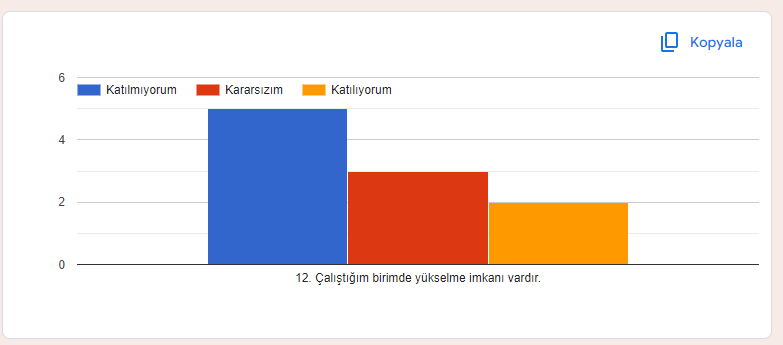 Kopyala
6
Katılmıyorum Kararsızım Katılıyorum
4
2
0
12. Çalıştığım birimde yükselme imkanı vardır.